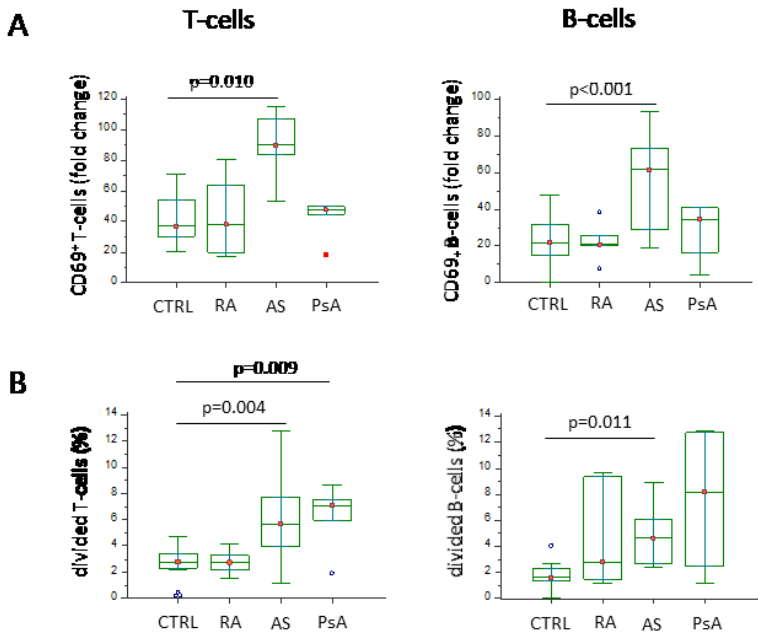 A
T-cells
B-cells
p=0.010
p<0.001
CD69+ T-cells (fold change)
120
100
80
60
40
20
0
CTRL RA AS PsA
CD69+ B-cells (fold change)
100
80
60
40
20
0
CTRL RA AS PsA
B
p=0.009
p=0.004
p=0.011
divided T-cells (%)
14
12
10
8
6
4
2
0
CTRL RA AS PsA
divided B-cells (%)
14
12
10
8
6
4
2
0
CTRL RA AS PsA